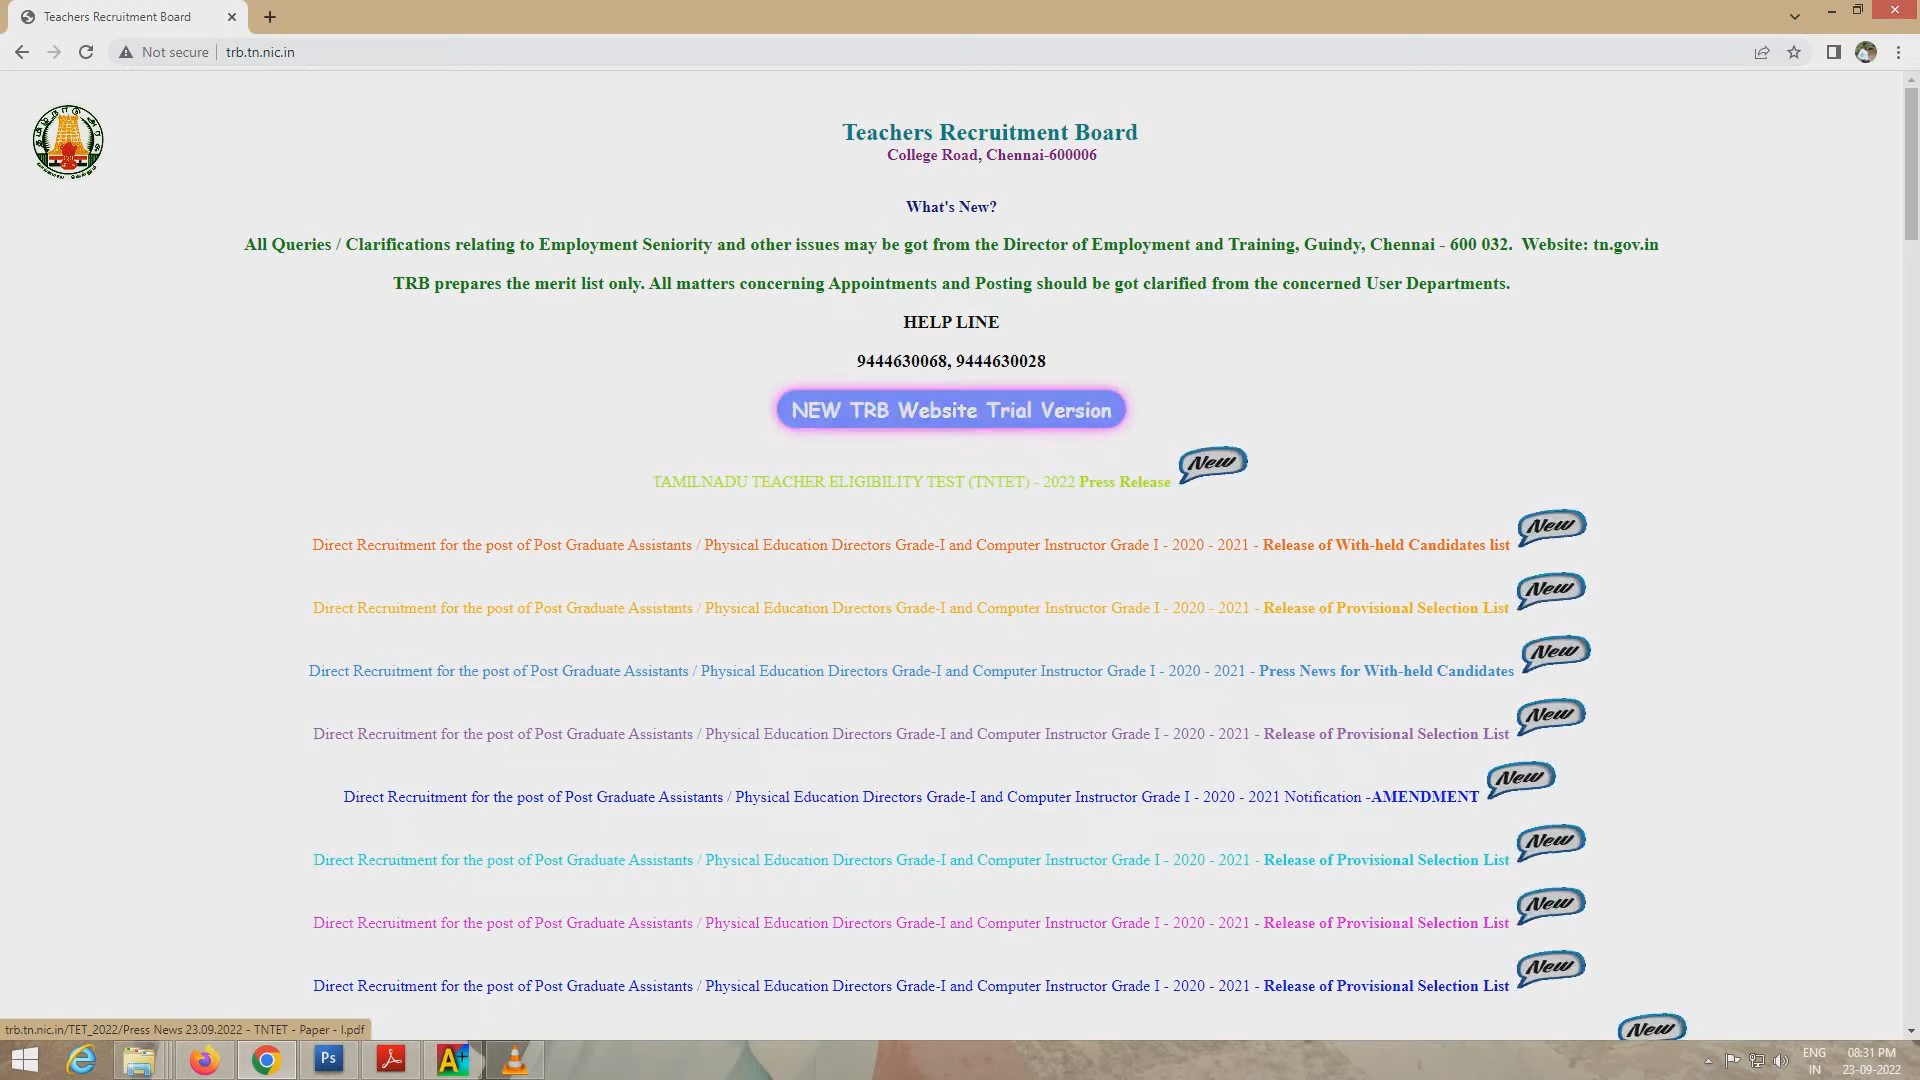 Teachers Recruitment Board
Not secure
trb.tn.nic.in
Teachers Recruitment Board
College Road, Chennai-600006
What's New?
All Queries / Clarifications relating to Employment Seniority and other issues may be got from the Director of Employment and Training, Guindy, Chennai - 600 032. Website: tn.gov.in
TRB prepares the merit list only. All matters concerning Appointments and Posting should be got clarified from the concerned User Departments.
HELP LINE
9444630068, 9444630028
NEW TRB Website Trial Version
TAMILNADU TEACHER ELIGIBILITY TEST (TNTET) - 2022 Press Release New
Direct Recruitment for the post of Post Graduate Assistants / Physical Education Directors Grade-I and Computer Instructor Grade I - 2020 - 2021 - Release of With-held Candidates list New
Direct Recruitment for the post of Post Graduate Assistants / Physical Education Directors Grade-I and Computer Instructor Grade I - 2020 - 2021 - Release of Provisional Selection List New
Direct Recruitment for the post of Post Graduate Assistants / Physical Education Directors Grade-I and Computer Instructor Grade I - 2020 - 2021 - Press News for With-held Candidates New
Direct Recruitment for the post of Post Graduate Assistants / Physical Education Directors Grade-I and Computer Instructor Grade I - 2020 - 2021 - Release of Provisional Selection List New
Direct Recruitment for the post of Post Graduate Assistants / Physical Education Directors Grade-I and Computer Instructor Grade I - 2020 - 2021 Notification -AMENDMENT New
Direct Recruitment for the post of Post Graduate Assistants / Physical Education Directors Grade-I and Computer Instructor Grade I - 2020 - 2021 - Release of Provisional Selection List New
Direct Recruitment for the post of Post Graduate Assistants / Physical Education Directors Grade-I and Computer Instructor Grade I - 2020 - 2021 - Release of Provisional Selection List New
Direct Recruitment for the post of Post Graduate Assistants / Physical Education Directors Grade-I and Computer Instructor Grade I - 2020 - 2021 - Release of Provisional Selection List New
New
trb.tn.nic.in/TET_2022/Press News 23.09.2022 - TNTET - Paper - I.pdf
Ps
A+
ENG
IN
08:31 PM
23-09-2022